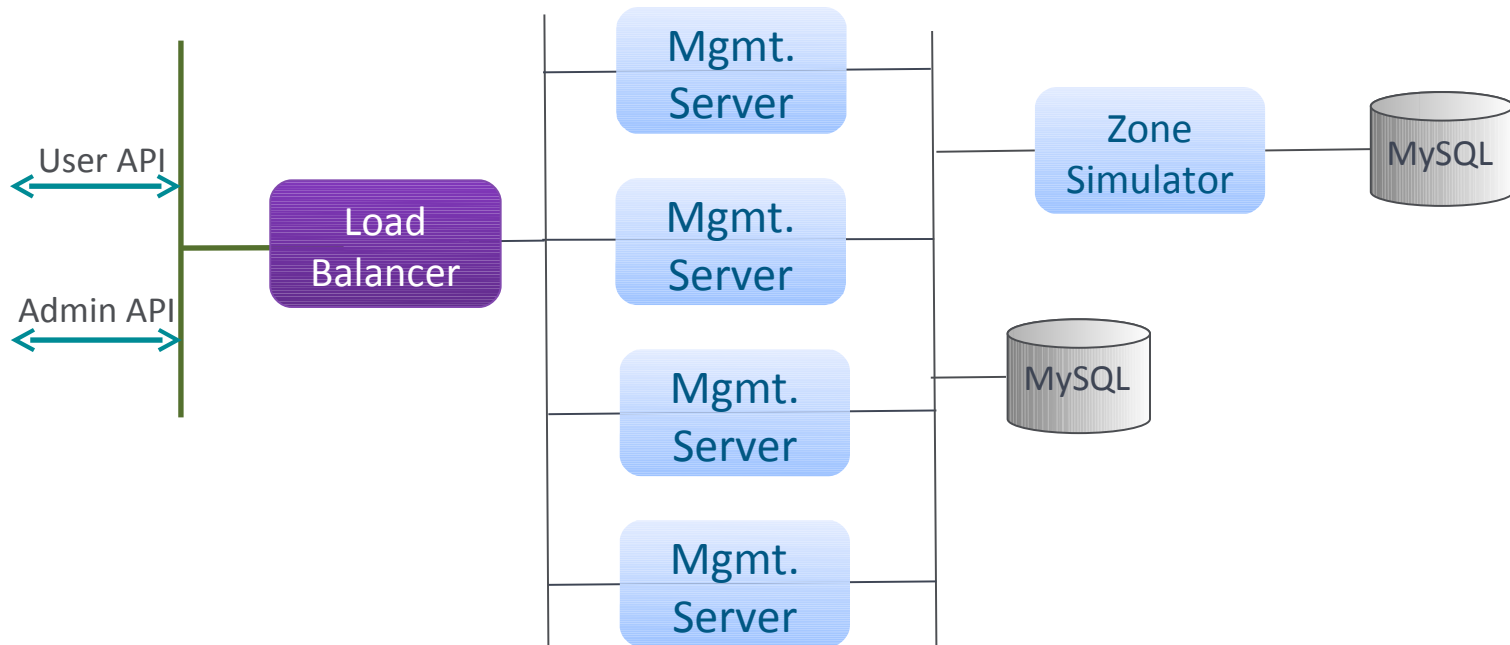 User API
Admin API
Load
Balancer
Mgmt.
Server
Mgmt.
Server
Mgmt.
Server
Mgmt.
Server
Zone
Simulator
MySQL
MySQL